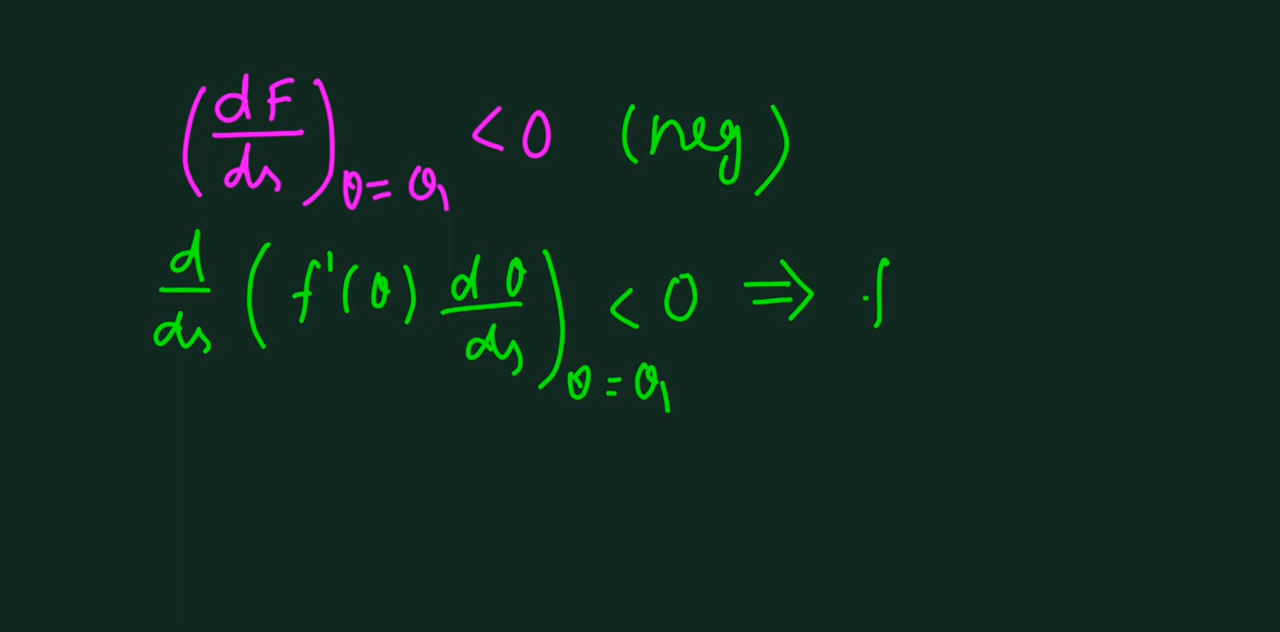 (dF/ds)_{θ=θ₁} < 0 (neg)
d/ds (f'(θ) dθ/ds)_{θ=θ₁} < 0 ⇒ f